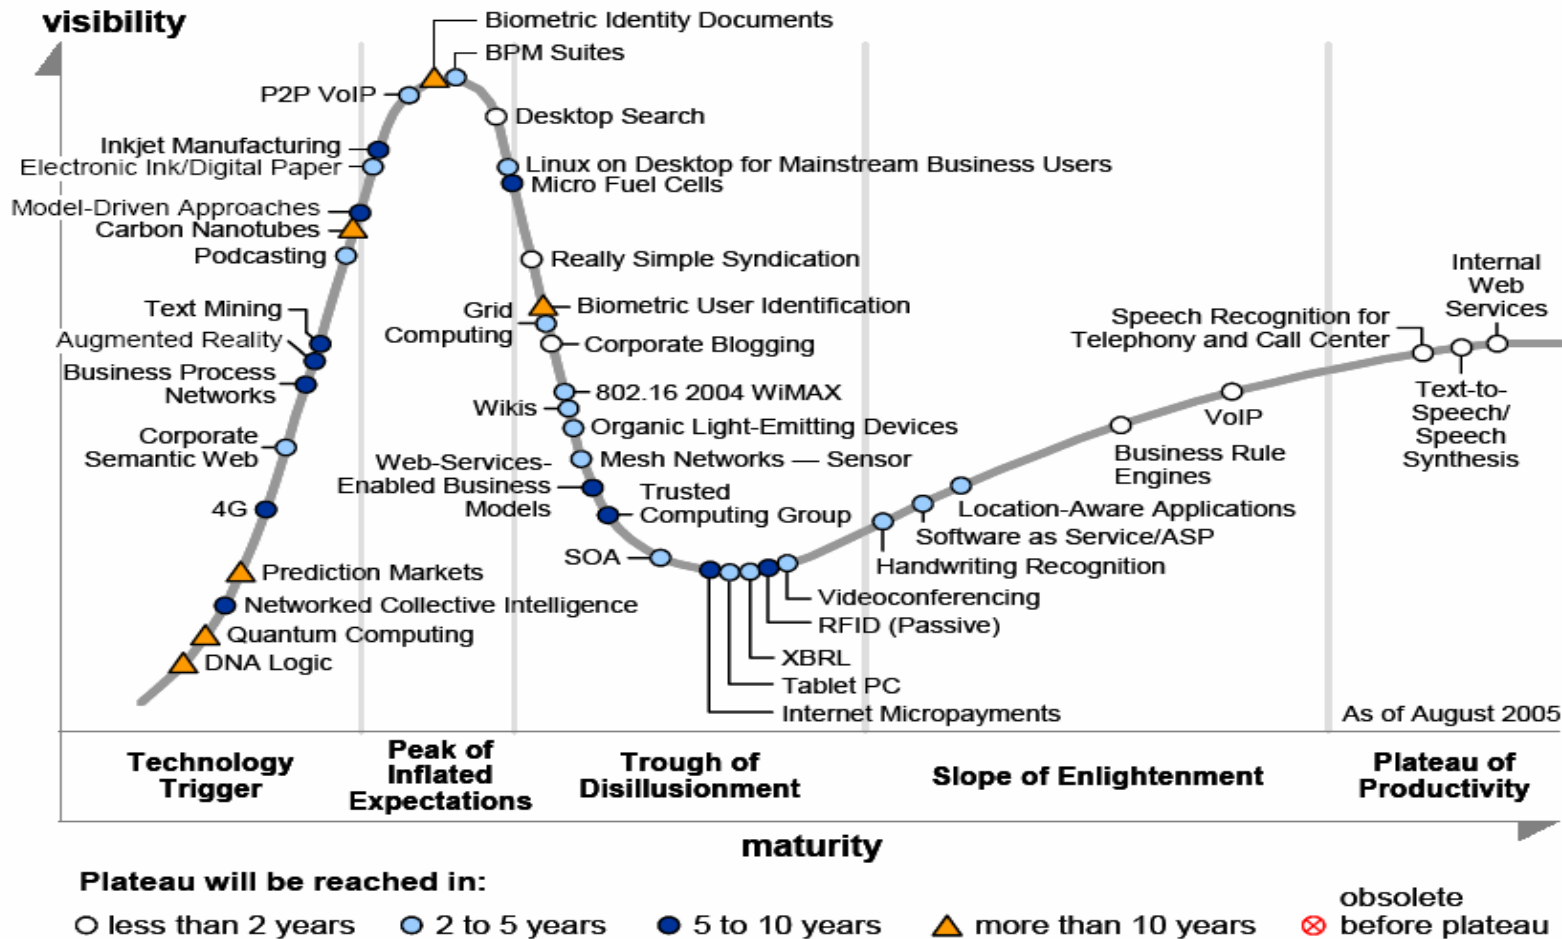 visibility
Biometric Identity Documents
BPM Suites
P2P VoIP
Desktop Search
Inkjet Manufacturing
Electronic Ink/Digital Paper
Linux on Desktop for Mainstream Business Users
Micro Fuel Cells
Model-Driven Approaches
Carbon Nanotubes
Podcasting
Really Simple Syndication
Text Mining
Augmented Reality
Business Process
Networks
Biometric User Identification
Grid
Computing
Corporate Blogging
802.16 2004 WiMAX
Wikis
Organic Light-Emitting Devices
Corporate
Semantic Web
Mesh Networks — Sensor
Web-Services-
Enabled Business
Models
Trusted
Computing Group
4G
SOA
Prediction Markets
Networked Collective Intelligence
Quantum Computing
DNA Logic
Internal
Web
Services
Speech Recognition for
Telephony and Call Center
Text-to-
Speech/
Speech
Synthesis
VoIP
Business Rule
Engines
Location-Aware Applications
Software as Service/ASP
Handwriting Recognition
Videoconferencing
RFID (Passive)
XBRL
Tablet PC
Internet Micropayments
As of August 2005
Technology
Trigger
Peak of
Inflated
Expectations
Trough of
Disillusionment
Slope of Enlightenment
Plateau of
Productivity
maturity
Plateau will be reached in:
less than 2 years
2 to 5 years
5 to 10 years
more than 10 years
obsolete
before plateau